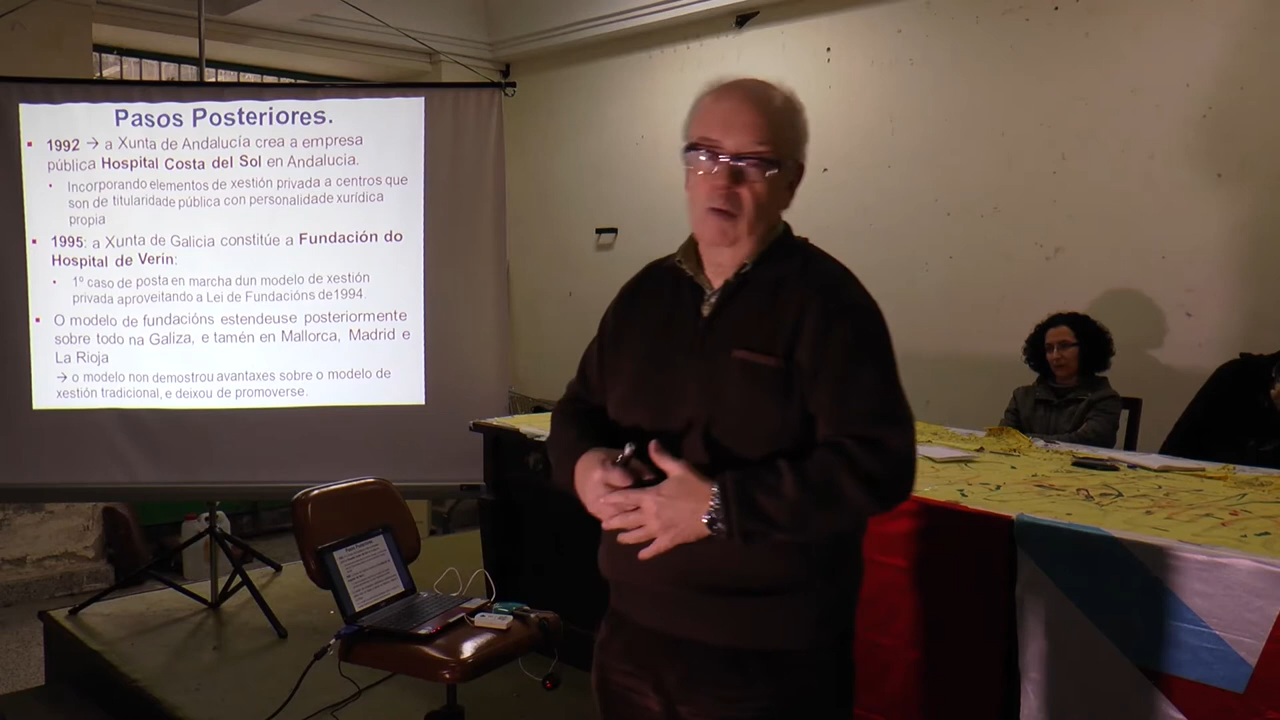 Pasos Posteriores.
▪ 1992 → a Xunta de Andalucía crea a empresa
pública Hospital Costa del Sol en Andalucia.
• Incorporando elementos de xestión privada a centros que
son de titularidade pública con personalidade xurídica
propia
▪ 1995: a Xunta de Galicia constitúe a Fundación do
Hospital de Verín:
• 1º caso de posta en marcha dun modelo de xestión
privada aproveitando a Lei de Fundacións de1994.
▪ O modelo de fundacións estendeuse posteriormente
sobre todo na Galiza, e tamén en Mallorca, Madrid e
La Rioja
→ o modelo non demostrou avantaxes sobre o modelo de
xestión tradicional, e deixou de promoverse.
Pasos Posteriores.